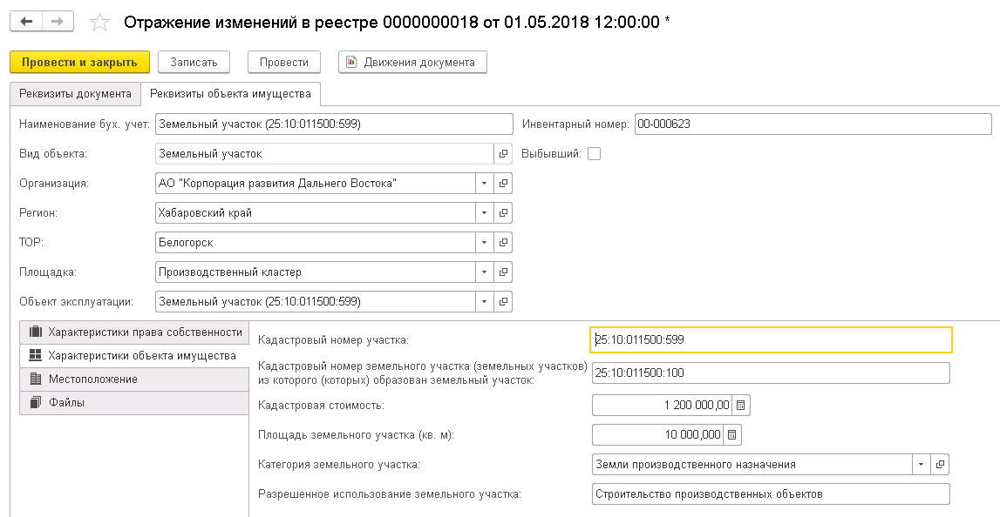 Отражение изменений в реестре 0000000018 от 01.05.2018 12:00:00 *
Провести и закрыть Записать Провести Движения документа
Реквизиты документа Реквизиты объекта имущества
Наименование бух. учет: Земельный участок (25:10:011500:599) Инвентарный номер: 00-000623
Вид объекта: Земельный участок Выбывший:
Организация: АО "Корпорация развития Дальнего Востока"
Регион: Хабаровский край
ТОР: Белогорск
Площадка: Производственный кластер
Объект эксплуатации: Земельный участок (25:10:011500:599)
Характеристики права собственности
Характеристики объекта имущества
Местоположение
Файлы
Кадастровый номер участка: 25:10:011500:599
Кадастровый номер земельного участка (земельных участков)
из которого (которых) образован земельный участок: 25:10:011500:100
Кадастровая стоимость: 1 200 000,00
Площадь земельного участка (кв. м): 10 000,000
Категория земельного участка: Земли производственного назначения
Разрешенное использование земельного участка: Строительство производственных объектов